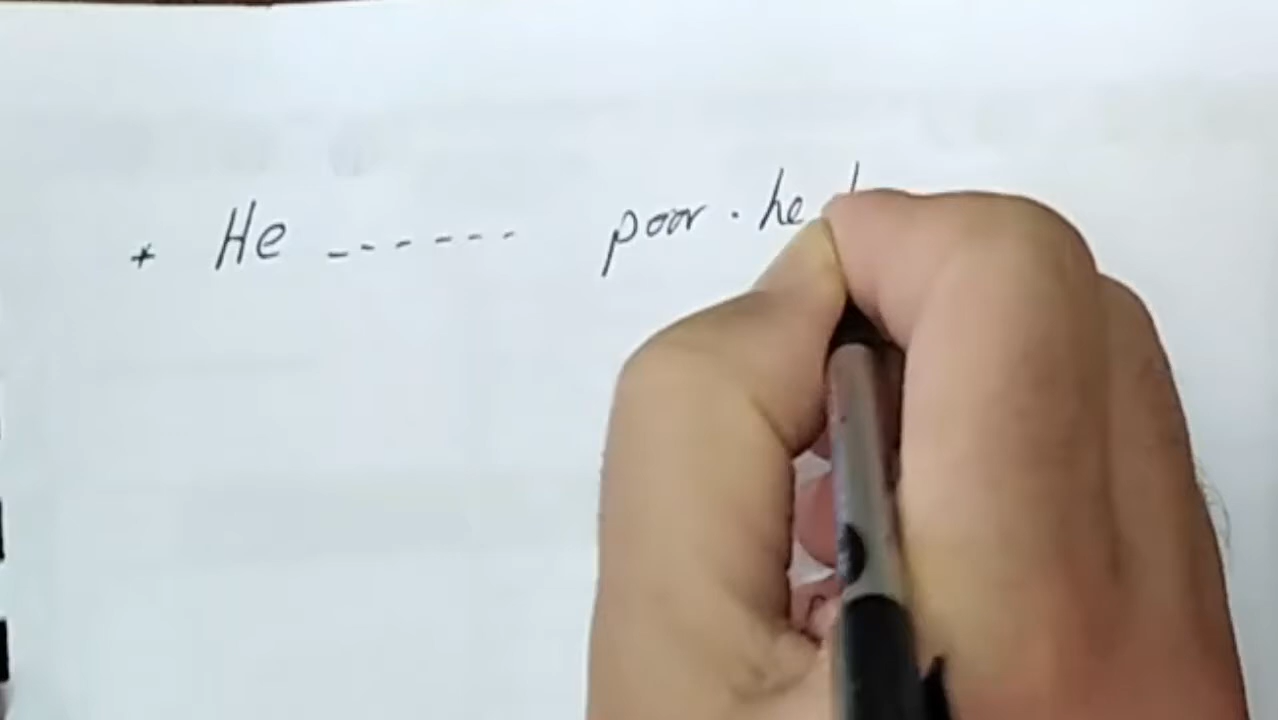 * He ------ poor . he